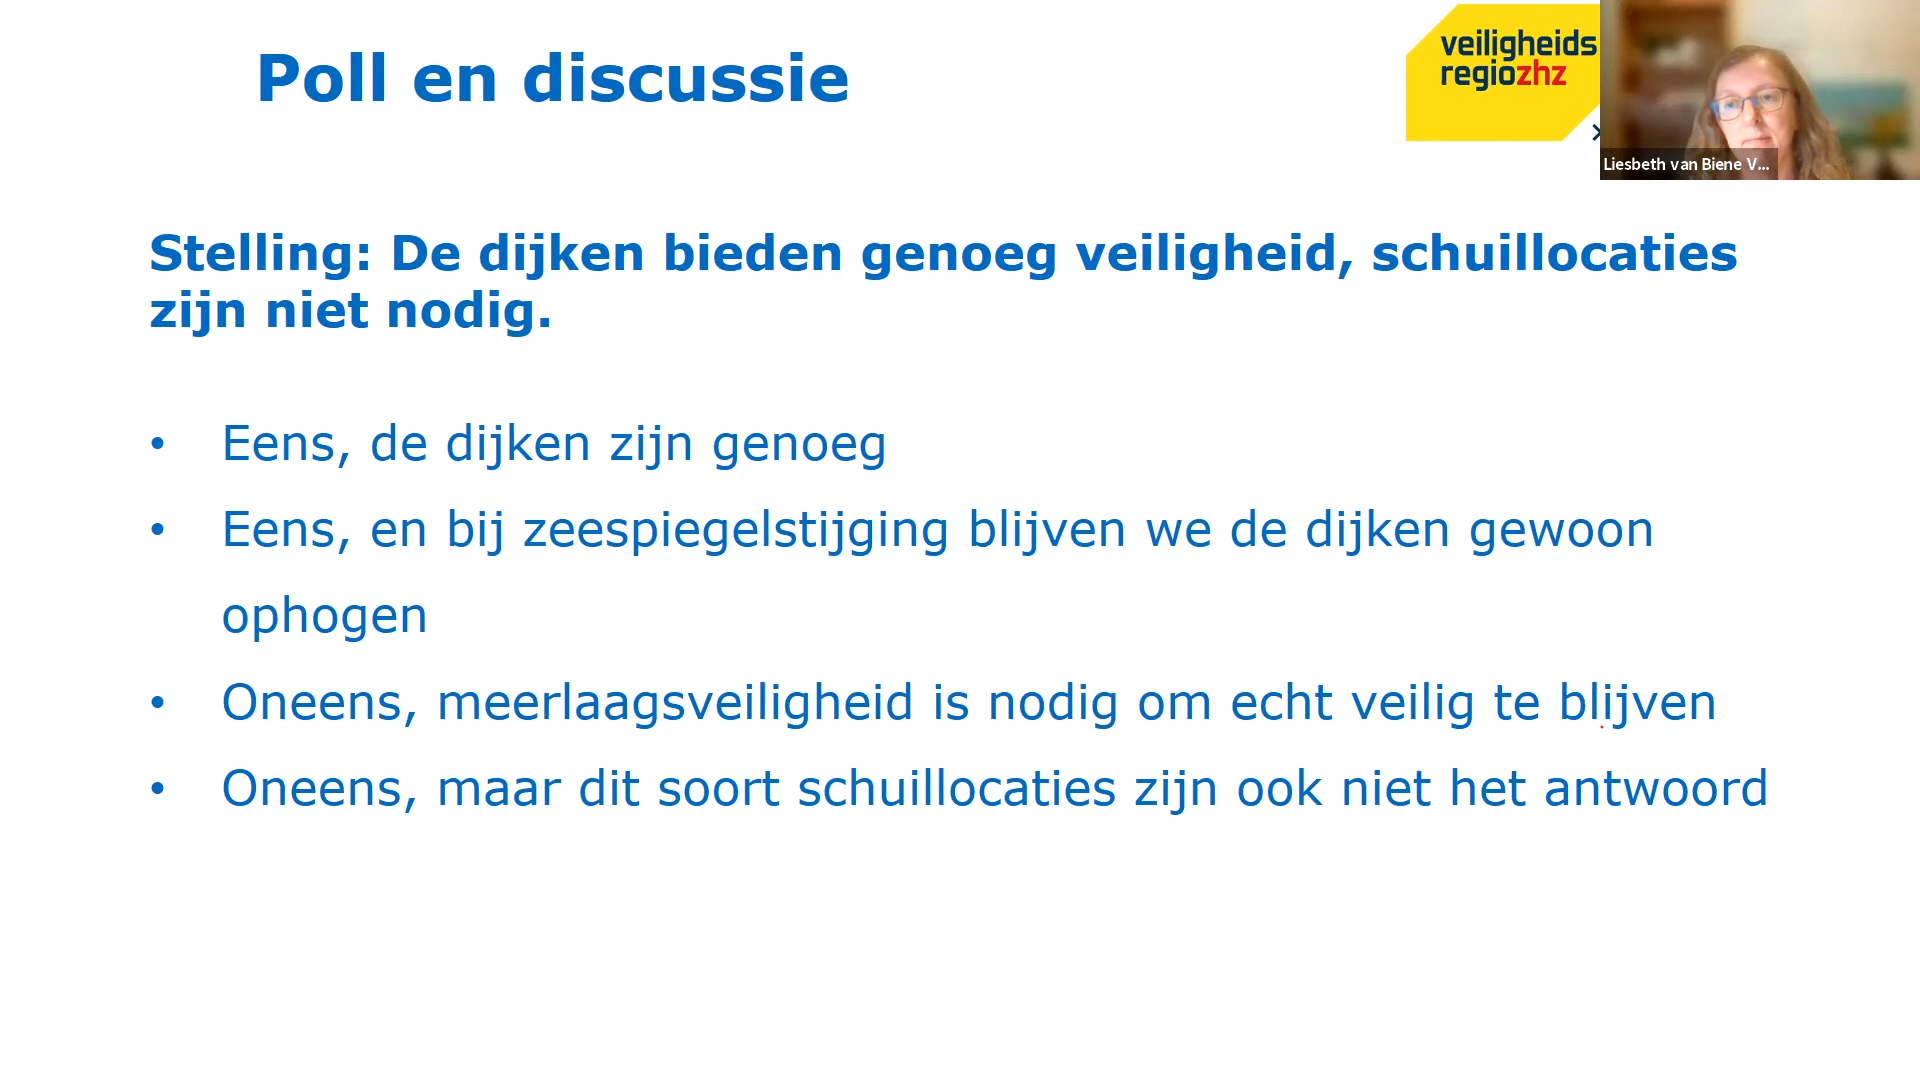 Poll en discussie
veiligheids
regiozhz
Liesbeth van Biene V...
Stelling: De dijken bieden genoeg veiligheid, schuillocaties
zijn niet nodig.
• Eens, de dijken zijn genoeg
• Eens, en bij zeespiegelstijging blijven we de dijken gewoon
ophogen
• Oneens, meerlaagsveiligheid is nodig om echt veilig te blijven
• Oneens, maar dit soort schuillocaties zijn ook niet het antwoord